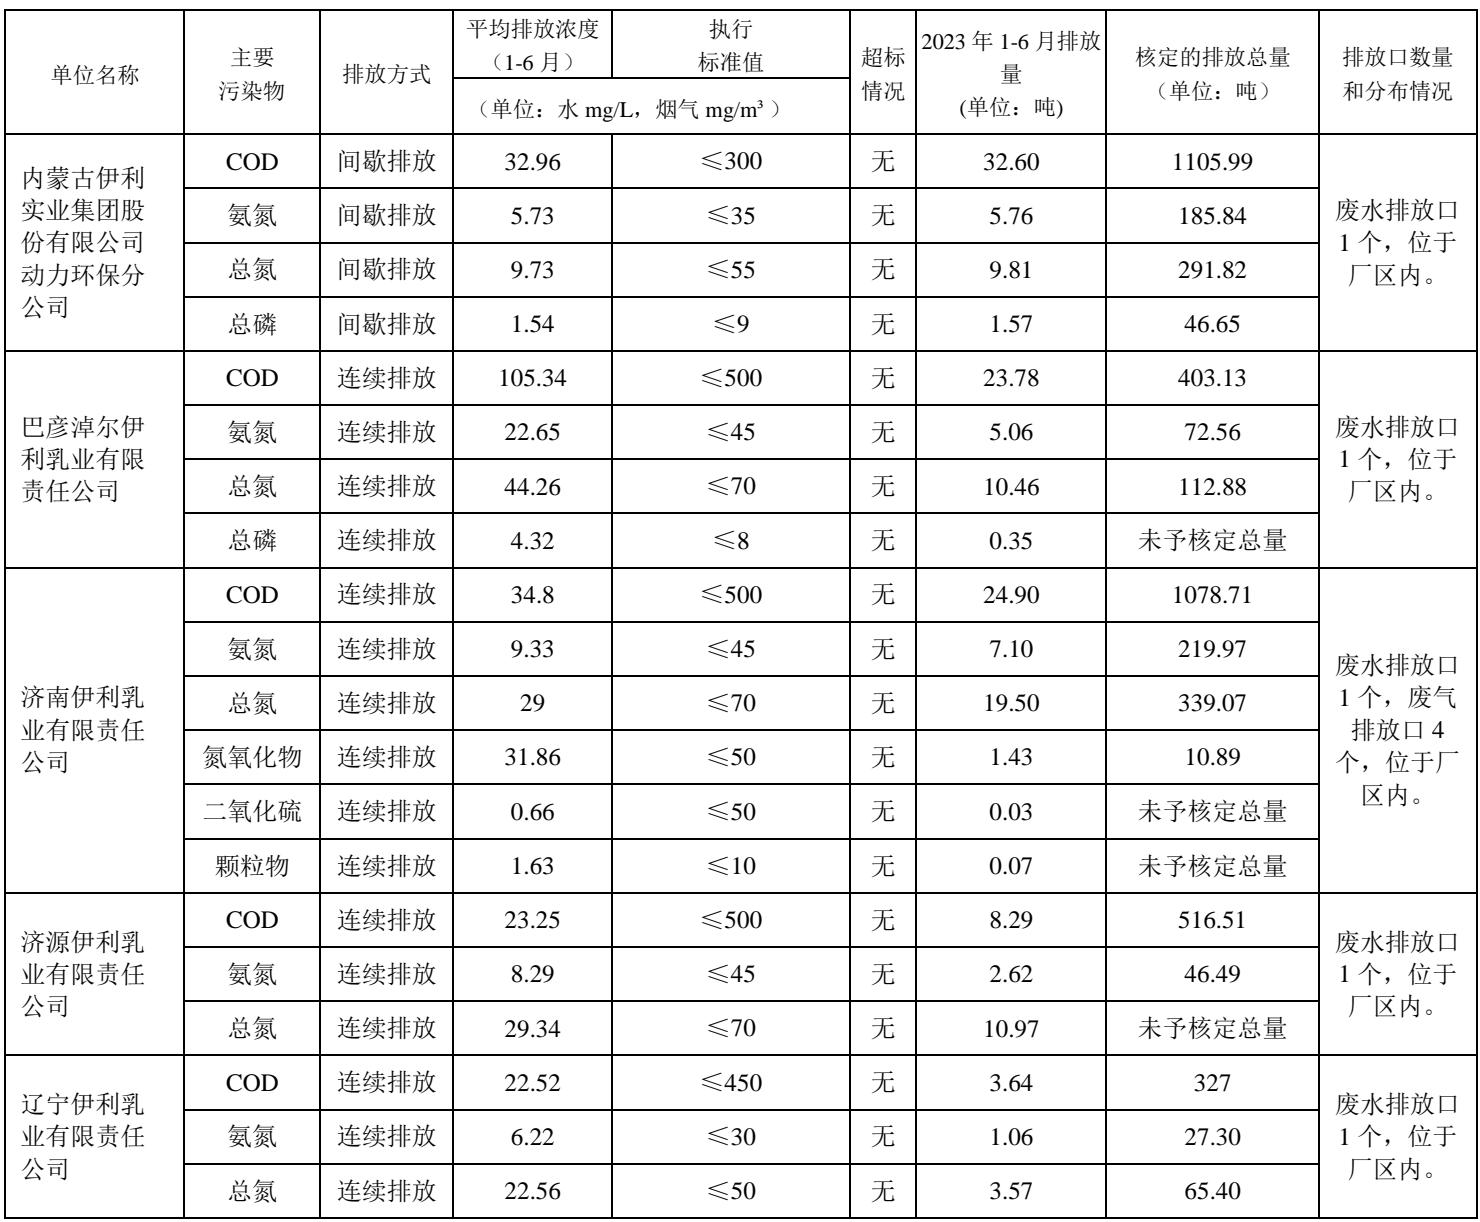 单位名称 主要污染物 排放方式 平均排放浓度（1-6 月） 执行标准值 超标情况 2023 年 1-6 月排放量(单位：吨) 核定的排放总量（单位：吨） 排放口数量和分布情况
（单位：水 mg/L，烟气 mg/m³ ）
内蒙古伊利实业集团股份有限公司动力环保分公司 COD 间歇排放 32.96 ≤300 无 32.60 1105.99 废水排放口 1 个，位于厂区内。
氨氮 间歇排放 5.73 ≤35 无 5.76 185.84
总氮 间歇排放 9.73 ≤55 无 9.81 291.82
总磷 间歇排放 1.54 ≤9 无 1.57 46.65
巴彦淖尔伊利乳业有限责任公司 COD 连续排放 105.34 ≤500 无 23.78 403.13 废水排放口 1 个，位于厂区内。
氨氮 连续排放 22.65 ≤45 无 5.06 72.56
总氮 连续排放 44.26 ≤70 无 10.46 112.88
总磷 连续排放 4.32 ≤8 无 0.35 未予核定总量
济南伊利乳业有限责任公司 COD 连续排放 34.8 ≤500 无 24.90 1078.71 废水排放口 1 个，废气排放口 4 个，位于厂区内。
氨氮 连续排放 9.33 ≤45 无 7.10 219.97
总氮 连续排放 29 ≤70 无 19.50 339.07
氮氧化物 连续排放 31.86 ≤50 无 1.43 10.89
二氧化硫 连续排放 0.66 ≤50 无 0.03 未予核定总量
颗粒物 连续排放 1.63 ≤10 无 0.07 未予核定总量
济源伊利乳业有限责任公司 COD 连续排放 23.25 ≤500 无 8.29 516.51 废水排放口 1 个，位于厂区内。
氨氮 连续排放 8.29 ≤45 无 2.62 46.49
总氮 连续排放 29.34 ≤70 无 10.97 未予核定总量
辽宁伊利乳业有限责任公司 COD 连续排放 22.52 ≤450 无 3.64 327 废水排放口 1 个，位于厂区内。
氨氮 连续排放 6.22 ≤30 无 1.06 27.30
总氮 连续排放 22.56 ≤50 无 3.57 65.40